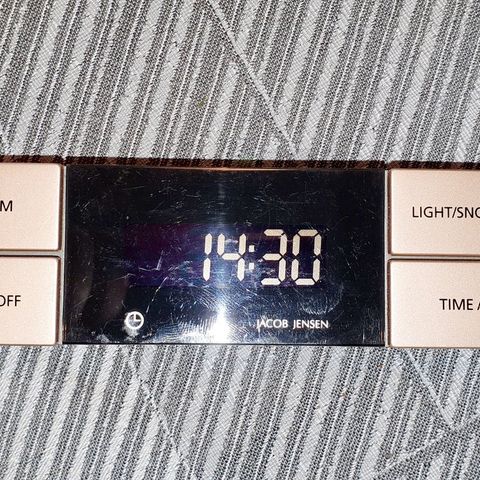 M
LIGHT/SNO
14:30
OFF
TIME /
JACOB JENSEN